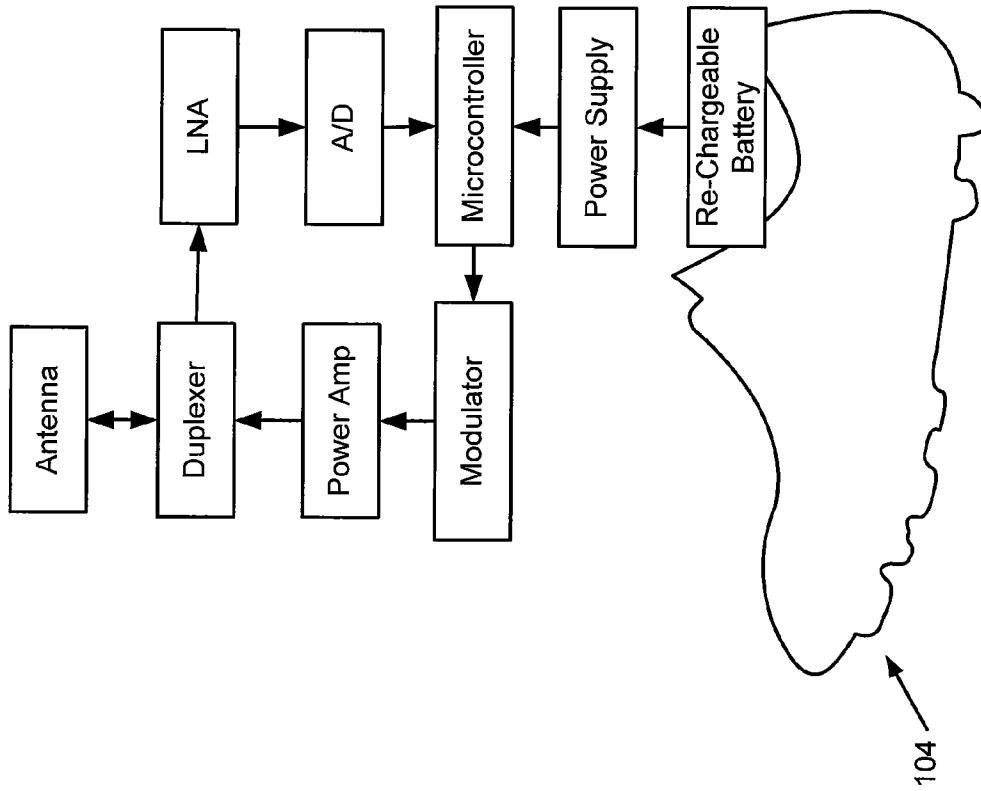 Antenna
Duplexer
LNA
Power Amp
A/D
Modulator
Microcontroller
Power Supply
Re-Chargeable
Battery
104